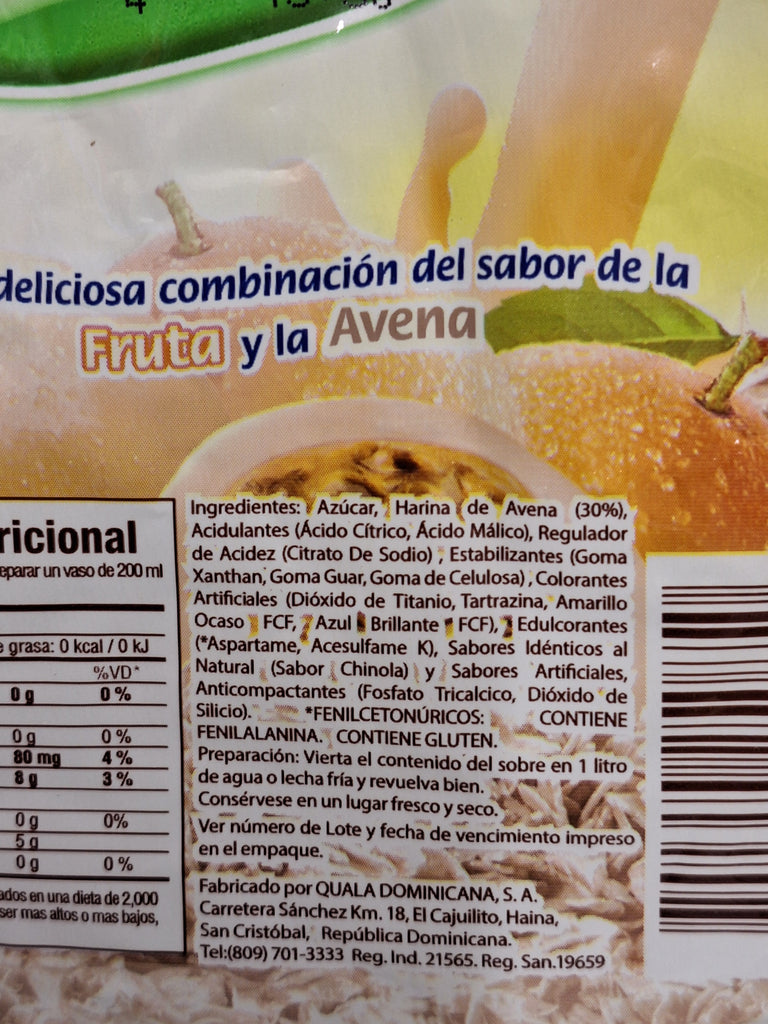 deliciosa combinación del sabor de la
Fruta y la Avena
Ingredientes: Azúcar, Harina de Avena (30%),
Acidulantes (Ácido Cítrico, Ácido Málico), Regulador
de Acidez (Citrato De Sodio), Estabilizantes (Goma
Xanthan, Goma Guar, Goma de Celulosa), Colorantes
Artificiales (Dióxido de Titanio, Tartrazina, Amarillo
Ocaso FCF, Azul Brillante FCF), Edulcorantes
(*Aspartame, Acesulfame K), Sabores Idénticos al
Natural (Sabor Chinola) y Sabores Artificiales,
Anticompactantes (Fosfato Tricalcico, Dióxido de
Silicio). *FENILCETONÚRICOS: CONTIENE
FENILALANINA. CONTIENE GLUTEN.
Preparación: Vierta el contenido del sobre en 1 litro
de agua o lecha fría y revuelva bien.
Consérvese en un lugar fresco y seco.
Ver número de Lote y fecha de vencimiento impreso
en el empaque.
Fabricado por QUALA DOMINICANA, S. A.
Carretera Sánchez Km. 18, El Cajuilito, Haina,
San Cristóbal, República Dominicana.
Tel:(809) 701-3333 Reg. Ind. 21565. Reg. San.19659
ricional
eparar un vaso de 200 ml
e grasa: 0 kcal / 0 kJ
%VD*
0 g 0 %
0 g 0 %
80 mg 4 %
8 g 3 %
0 g 0%
5 g
0 g 0 %
ados en una dieta de 2,000
ser mas altos o mas bajos,